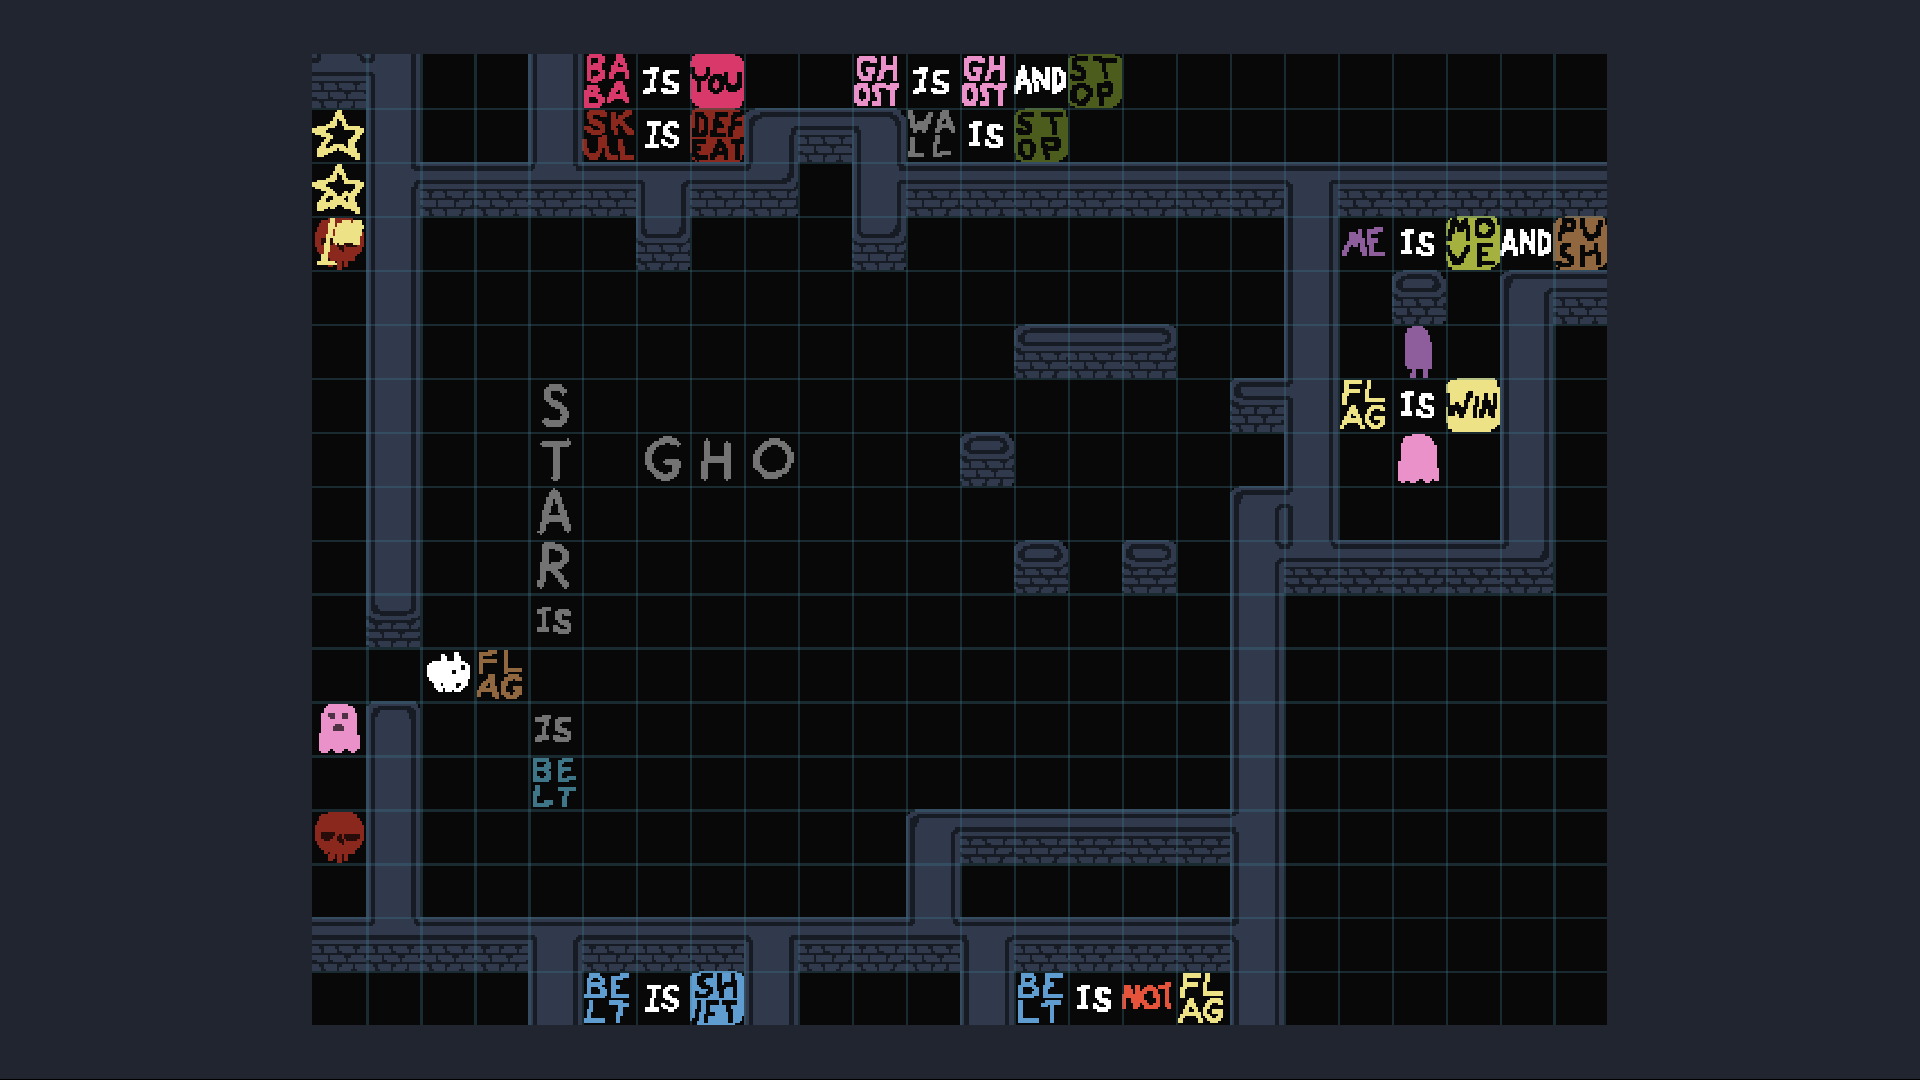 BABA IS YOU
GHOST IS GHOST AND STOP
SKULL IS DEFEAT
WALL IS STOP
ME IS MOVE AND PUSH
FLAG IS WIN
S
T
A
R
IS
GHO
FLAG
IS
BELT
BELT IS SHIFT
BELT IS NOT FLAG